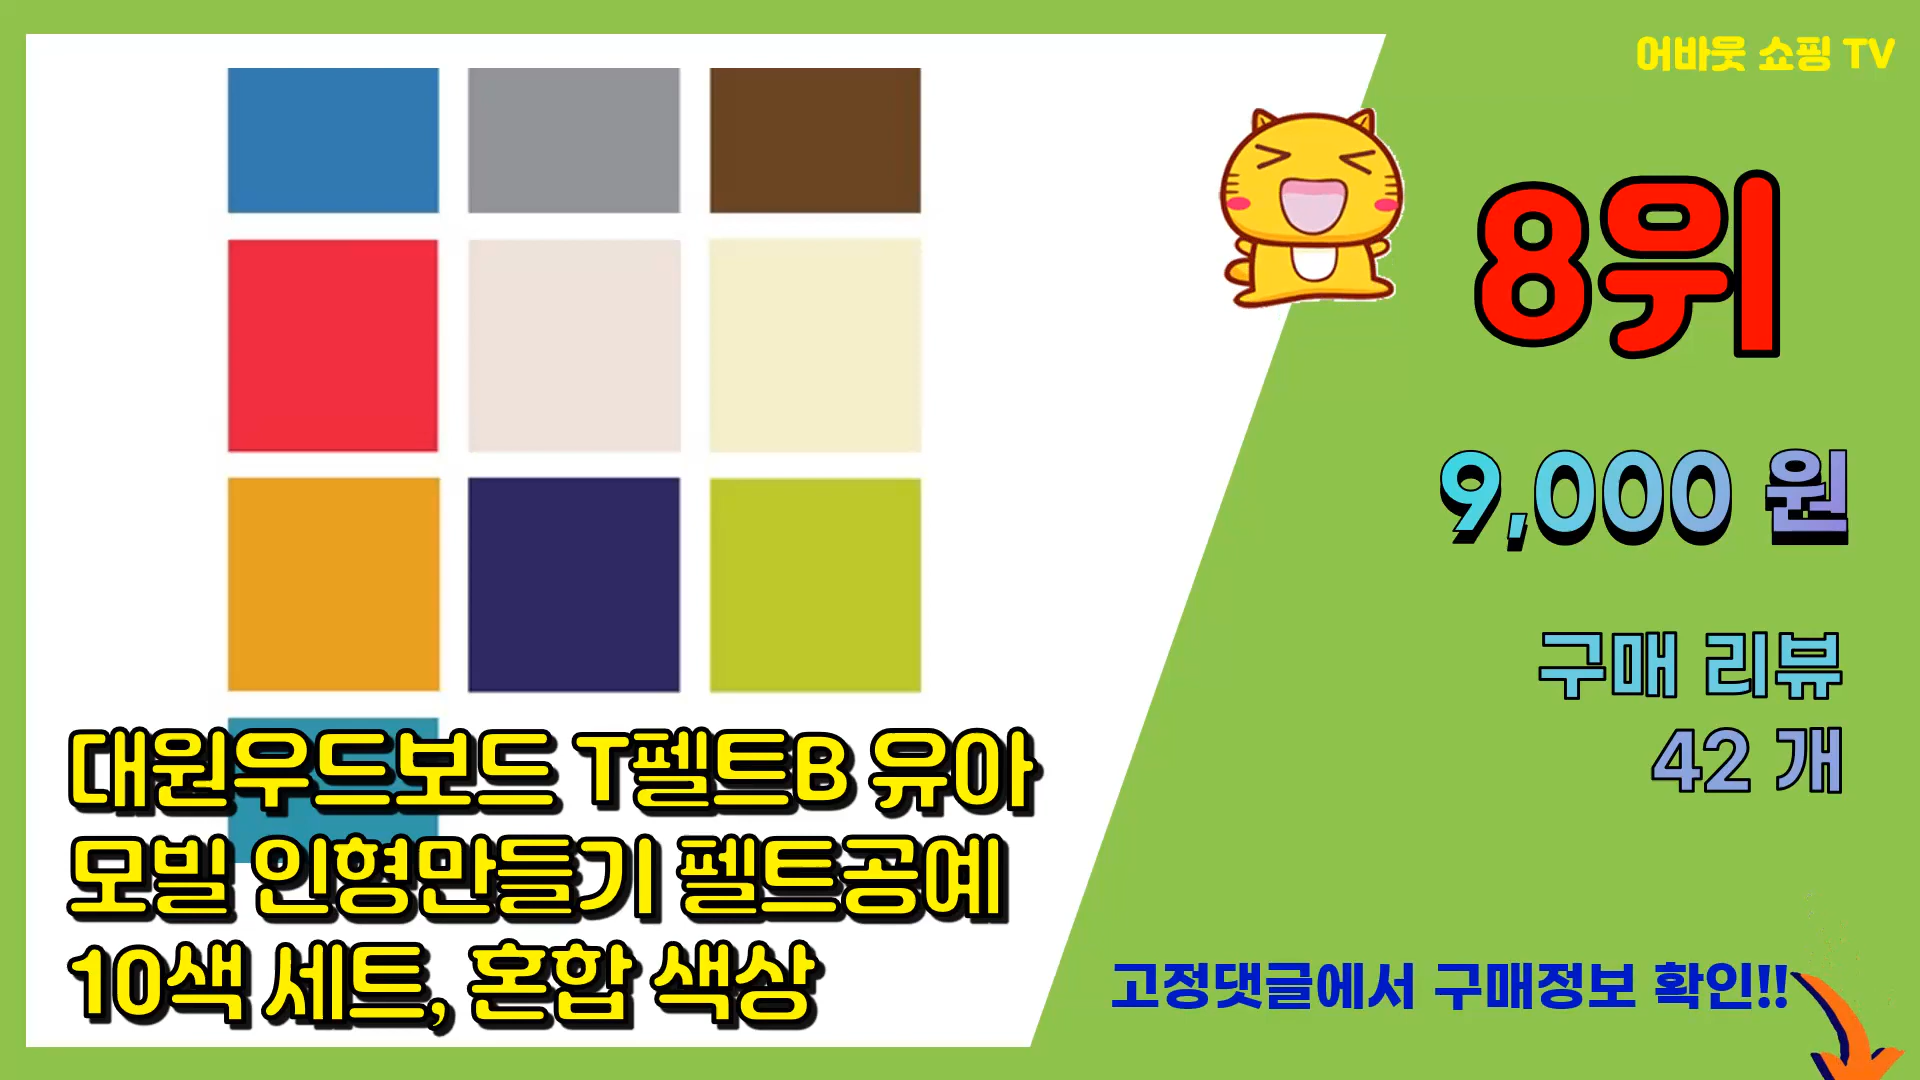 어바웃 쇼핑 TV
8위
9,000 원
구매 리뷰
42 개
대원우드보드 T펠트B 유아
모빌 인형만들기 펠트공예
10색 세트, 혼합 색상
고정댓글에서 구매정보 확인!!